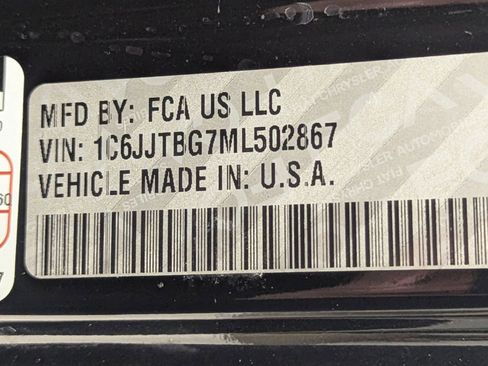 MFD BY: FCA US LLC
VIN: 1C6JJTBG7ML502867
VEHICLE MADE IN: U.S.A.